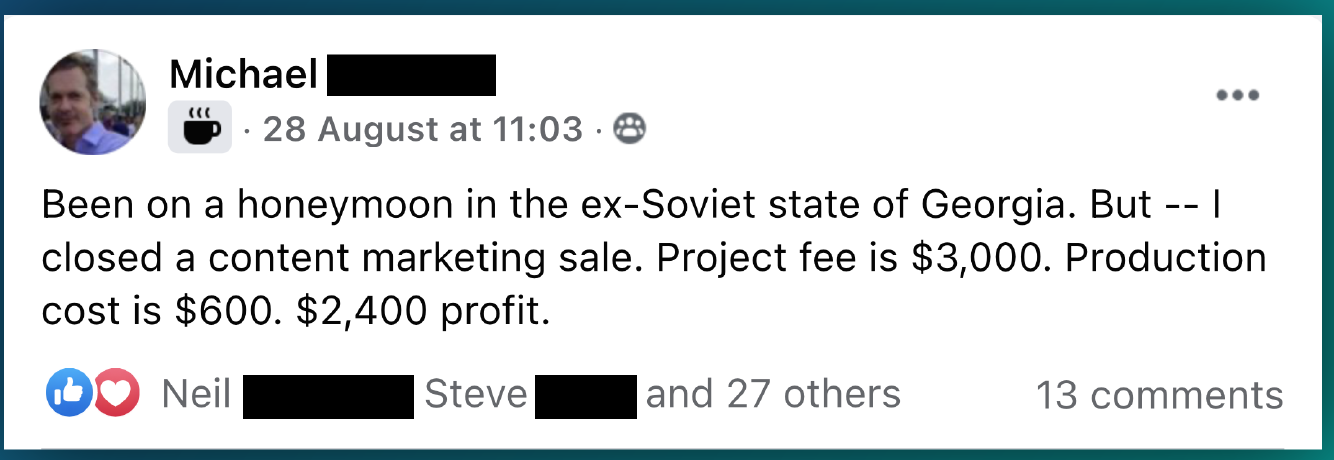 Michael
· 28 August at 11:03 ·
Been on a honeymoon in the ex-Soviet state of Georgia. But -- I
closed a content marketing sale. Project fee is $3,000. Production
cost is $600. $2,400 profit.
Neil Steve and 27 others 13 comments